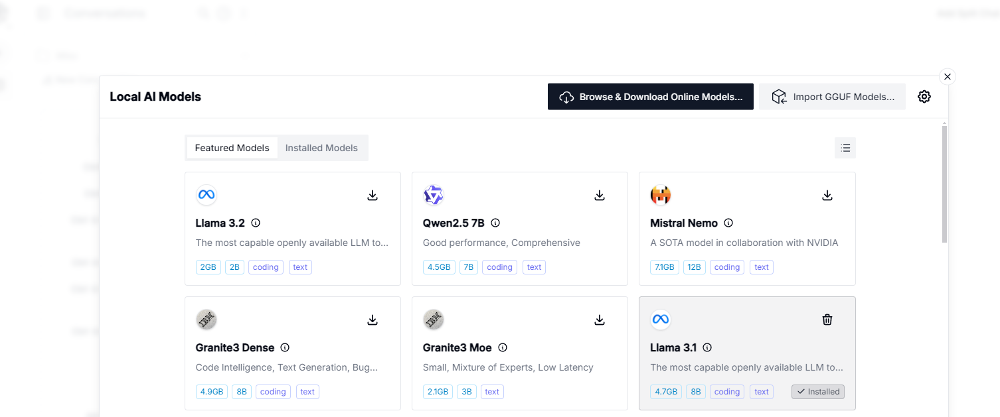 Conversations
Local AI Models
Browse & Download Online Models...
Import GGUF Models...
Featured Models
Installed Models
Llama 3.2
The most capable openly available LLM to...
2GB 2B coding text
Qwen2.5 7B
Good performance, Comprehensive
4.5GB 7B coding text
Mistral Nemo
A SOTA model in collaboration with NVIDIA
7.1GB 12B coding text
IBM
Granite3 Dense
Code Intelligence, Text Generation, Bug...
4.9GB 8B coding text
IBM
Granite3 Moe
Small, Mixture of Experts, Low Latency
2.1GB 3B text
Llama 3.1
The most capable openly available LLM to...
4.7GB 8B coding text Installed